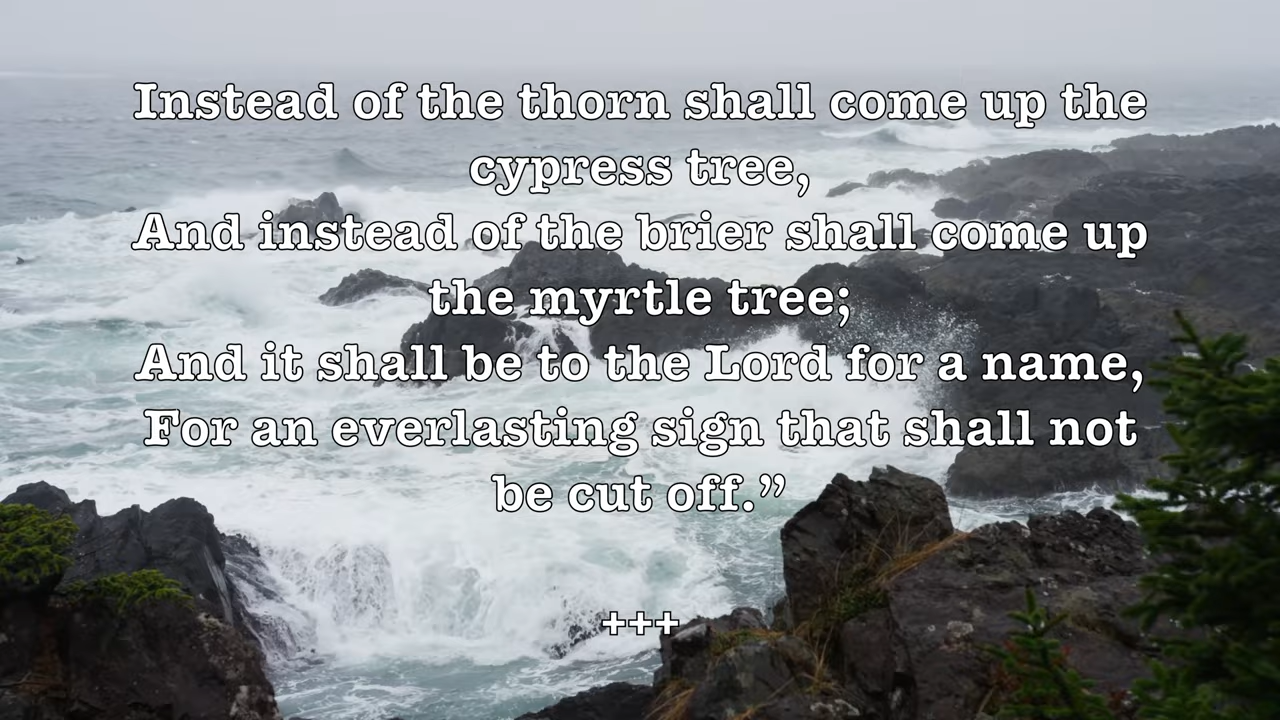 Instead of the thorn shall come up the
cypress tree,
And instead of the brier shall come up
the myrtle tree;
And it shall be to the Lord for a name,
For an everlasting sign that shall not
be cut off.”
+++